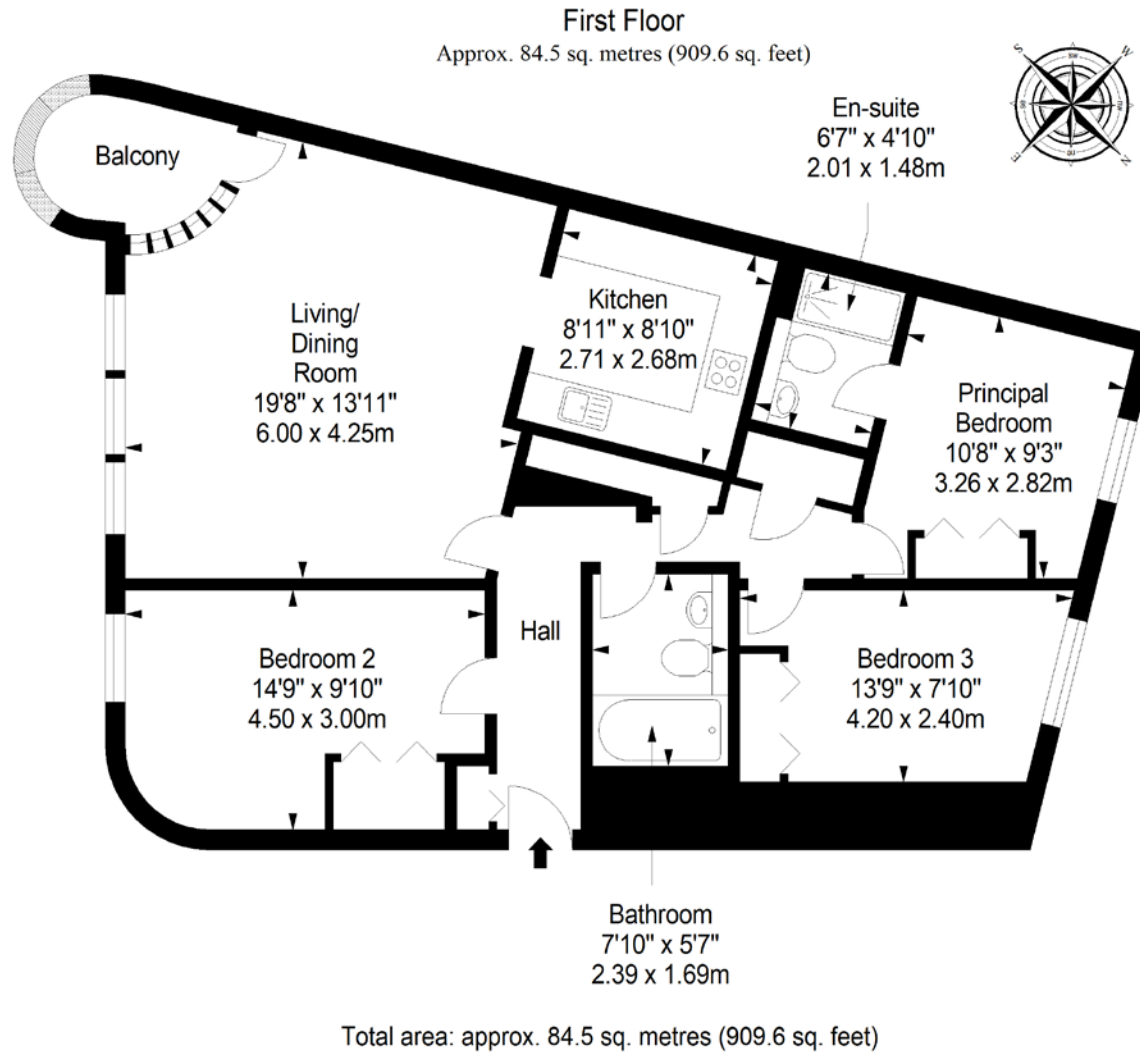 First Floor
Approx. 84.5 sq. metres (909.6 sq. feet)
S
W
SW
E
N
En-suite
6'7" x 4'10"
2.01 x 1.48m
Balcony
Living/
Dining
Room
19'8" x 13'11"
6.00 x 4.25m
Kitchen
8'11" x 8'10"
2.71 x 2.68m
Principal
Bedroom
10'8" x 9'3"
3.26 x 2.82m
Hall
Bedroom 2
14'9" x 9'10"
4.50 x 3.00m
Bedroom 3
13'9" x 7'10"
4.20 x 2.40m
Bathroom
7'10" x 5'7"
2.39 x 1.69m
Total area: approx. 84.5 sq. metres (909.6 sq. feet)